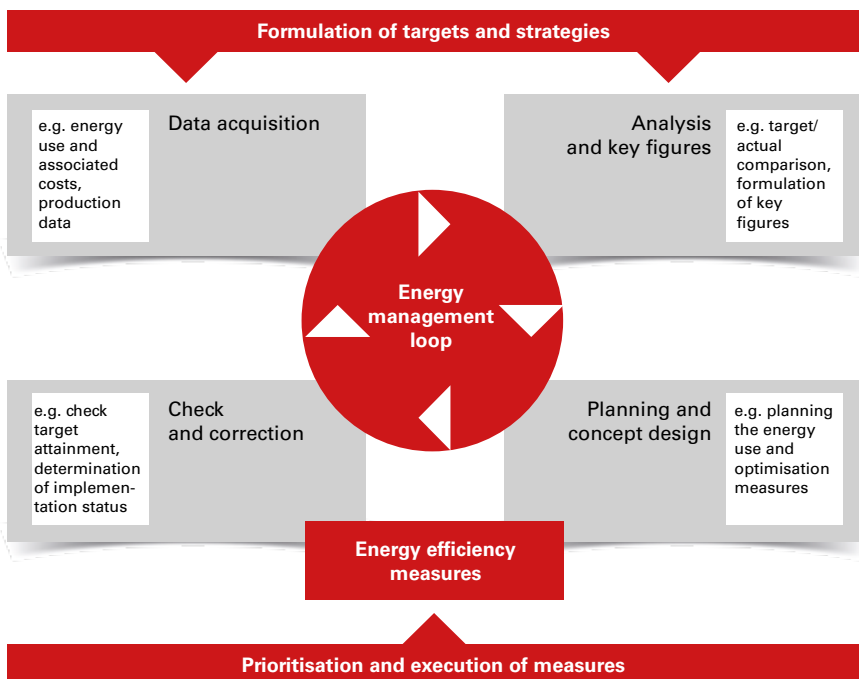 Formulation of targets and strategies
e.g. energy
use and
associated
costs,
production
data
Data acquisition
Analysis
and key figures
e.g. target/
actual
comparison,
formulation
of key
figures
Energy
management
loop
e.g. check
target
attainment,
determination
of implemen-
tation status
Check
and correction
Planning and
concept design
e.g. planning
the energy
use and
optimisation
measures
Energy efficiency
measures
Prioritisation and execution of measures